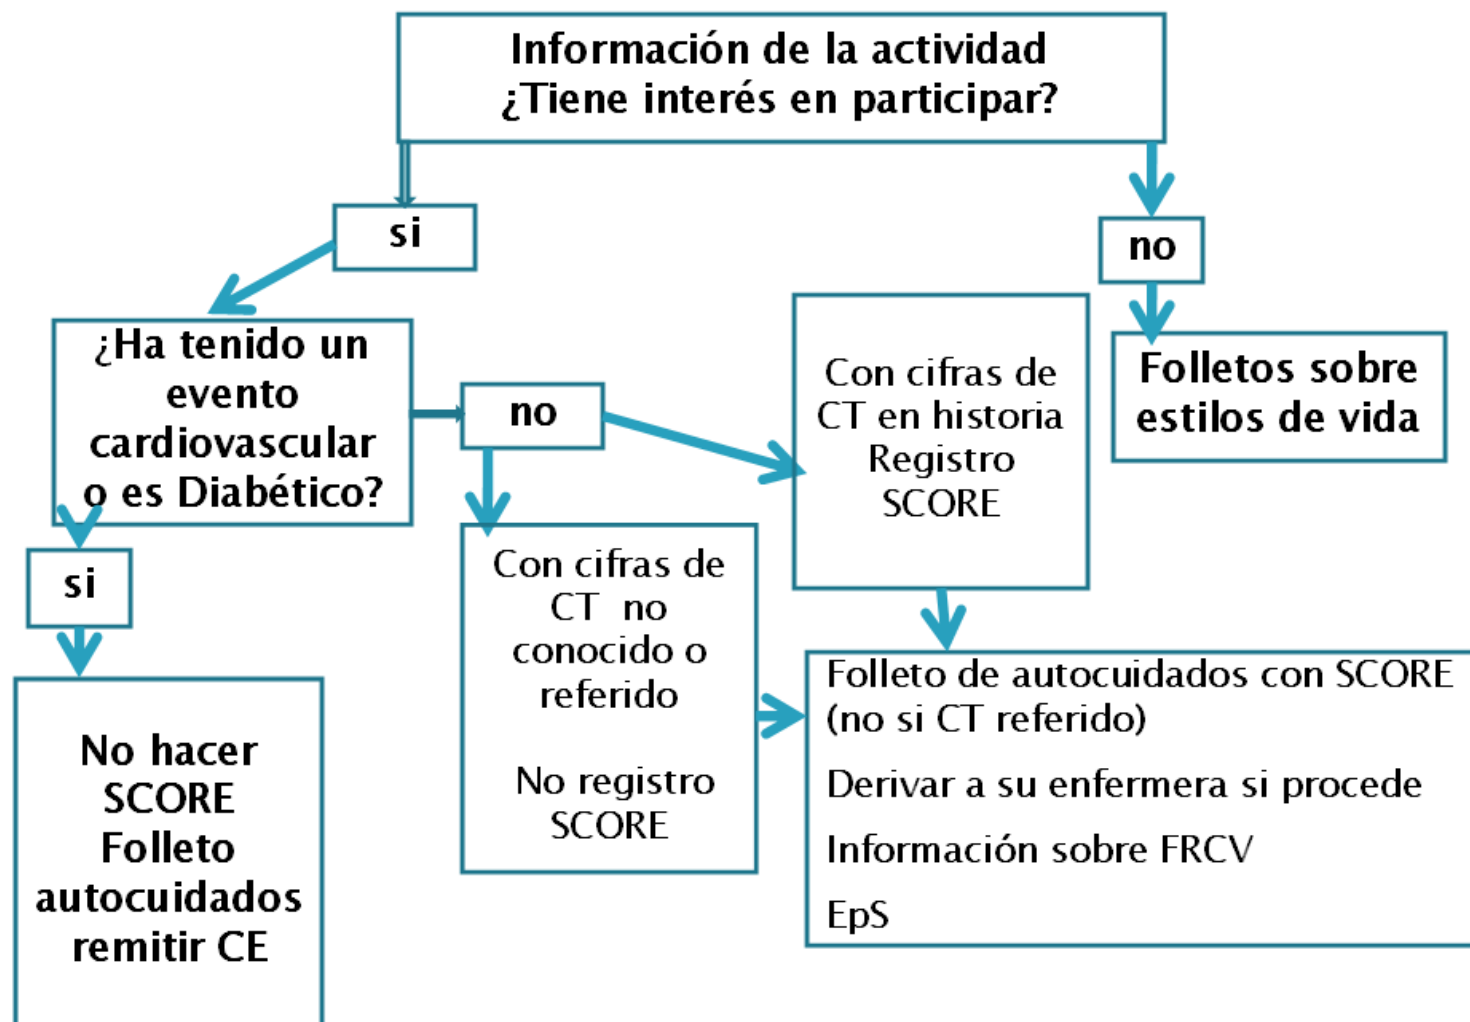 Información de la actividad
¿Tiene interés en participar?
si
no
¿Ha tenido un
evento
cardiovascular
o es Diabético?
no
Con cifras de
CT en historia
Registro
SCORE
Folletos sobre
estilos de vida
si
Con cifras de
CT no
conocido o
referido
No registro
SCORE
No hacer
SCORE
Folleto
autocuidados
remitir CE
Folleto de autocuidados con SCORE
(no si CT referido)
Derivar a su enfermera si procede
Información sobre FRCV
EpS